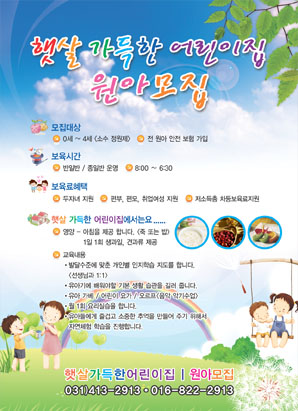 햇살 가득한 어린이집
원아모집
모집대상
0세 ~ 4세 <소수 정원제> 전 원아 안전 보험 가입
보육시간
반일반 / 종일반 운영 8:00 ~ 6:30
보육료혜택
두자녀 지원 편부, 편모, 취업여성 지원 저소득층 차등보육료지원
햇살 가득한 어린이집에서는요 ......
영양 - 아침을 제공 합니다. (죽 또는 밥)
1일 1회 생과일, 견과류 제공
교육내용
• 발달수준에 맞춘 개인별 인지학습 지도를 합니다.
(선생님과 1:1)
• 유아기에 배워야할 기본 생활 습관을 길러 줍니다.
• 유아 가베 / 어린이 요가 / 오르프(음악 악기수업)
• 월 1회 요리실습을 합니다.
• 유아들에게 즐겁고 소중한 추억을 만들어 주기 위해서
자연체험 학습을 진행합니다.
햇살가득한어린이집 | 원아모집
031)413-2913 • 016-822-2913